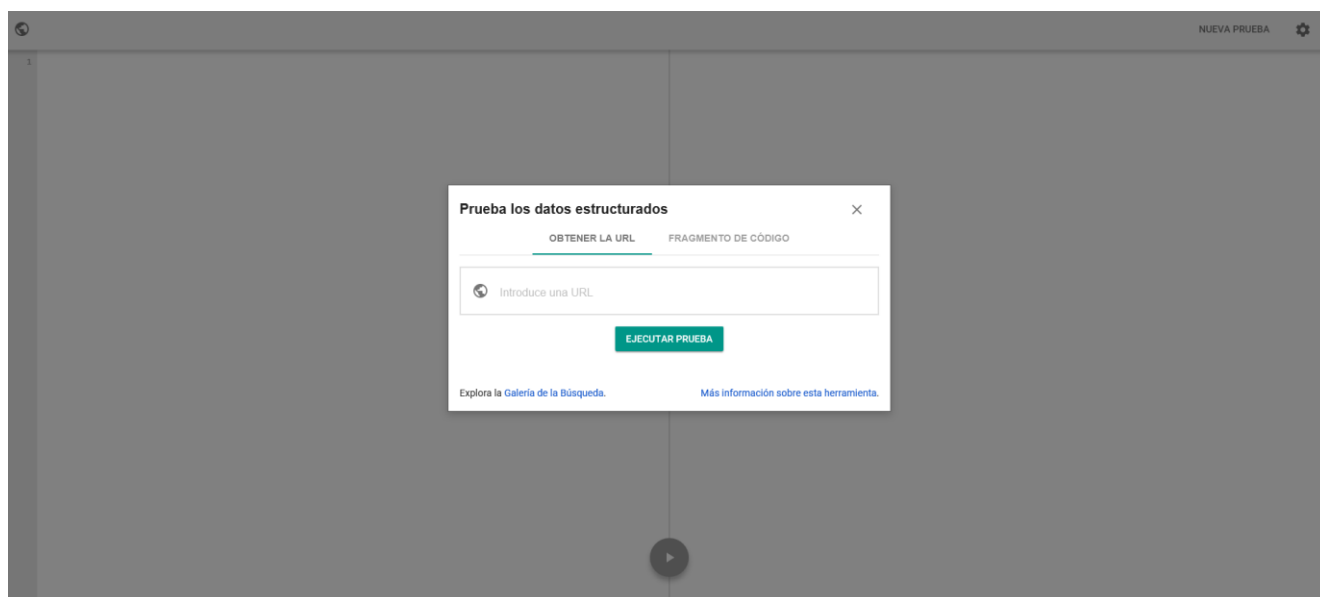 NUEVA PRUEBA
1
Prueba los datos estructurados
OBTENER LA URL FRAGMENTO DE CÓDIGO
Introduce una URL
EJECUTAR PRUEBA
Explora la Galería de la Búsqueda. Más información sobre esta herramienta.